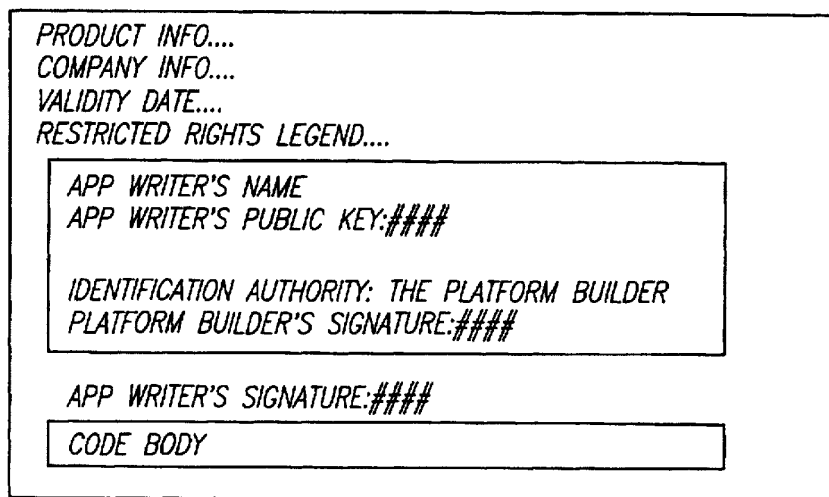 PRODUCT INFO....
COMPANY INFO....
VALIDITY DATE....
RESTRICTED RIGHTS LEGEND....
APP WRITER'S NAME
APP WRITER'S PUBLIC KEY:####
IDENTIFICATION AUTHORITY: THE PLATFORM BUILDER
PLATFORM BUILDER'S SIGNATURE:####
APP WRITER'S SIGNATURE:####
CODE BODY